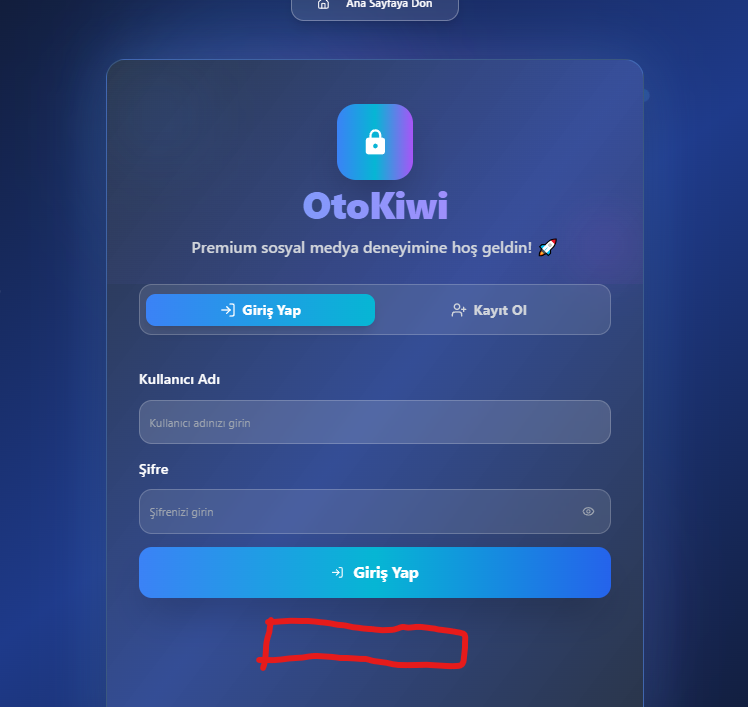 Ana Sayfaya Dön
OtoKiwi
Premium sosyal medya deneyimine hoş geldin! 🚀
Giriş Yap
Kayıt Ol
Kullanıcı Adı
Kullanıcı adınızı girin
Şifre
Şifrenizi girin
Giriş Yap